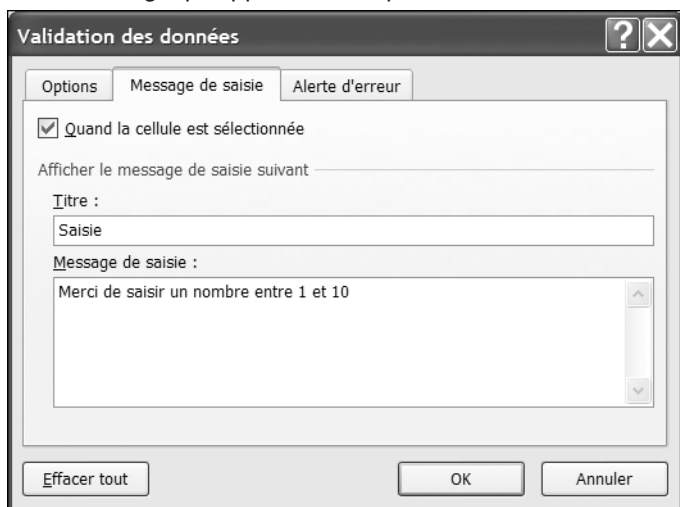 Validation des données
Options Message de saisie Alerte d'erreur
Quand la cellule est sélectionnée
Afficher le message de saisie suivant
Titre :
Saisie
Message de saisie :
Merci de saisir un nombre entre 1 et 10
Effacer tout OK Annuler